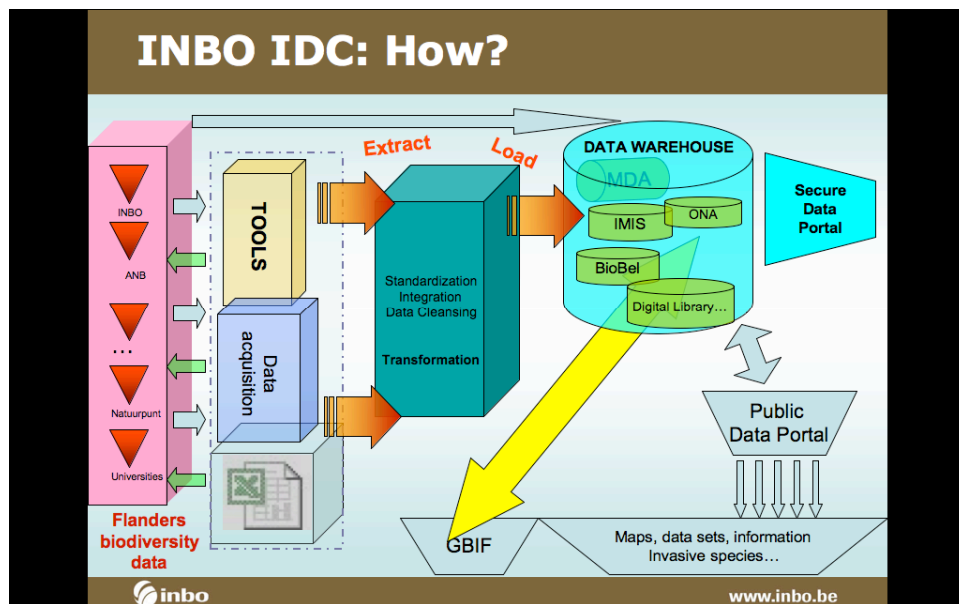 INBO IDC: How?
INBO
ANB
...
Natuurpunt
Universities
Flanders
biodiversity
data
TOOLS
Data
acquisition
Extract
Standardization
Integration
Data Cleansing
Transformation
Load
DATA WAREHOUSE
MDA
IMIS
ONA
BioBel
Digital Library...
Secure
Data
Portal
Public
Data Portal
GBIF
Maps, data sets, information
Invasive species...
inbo
www.inbo.be